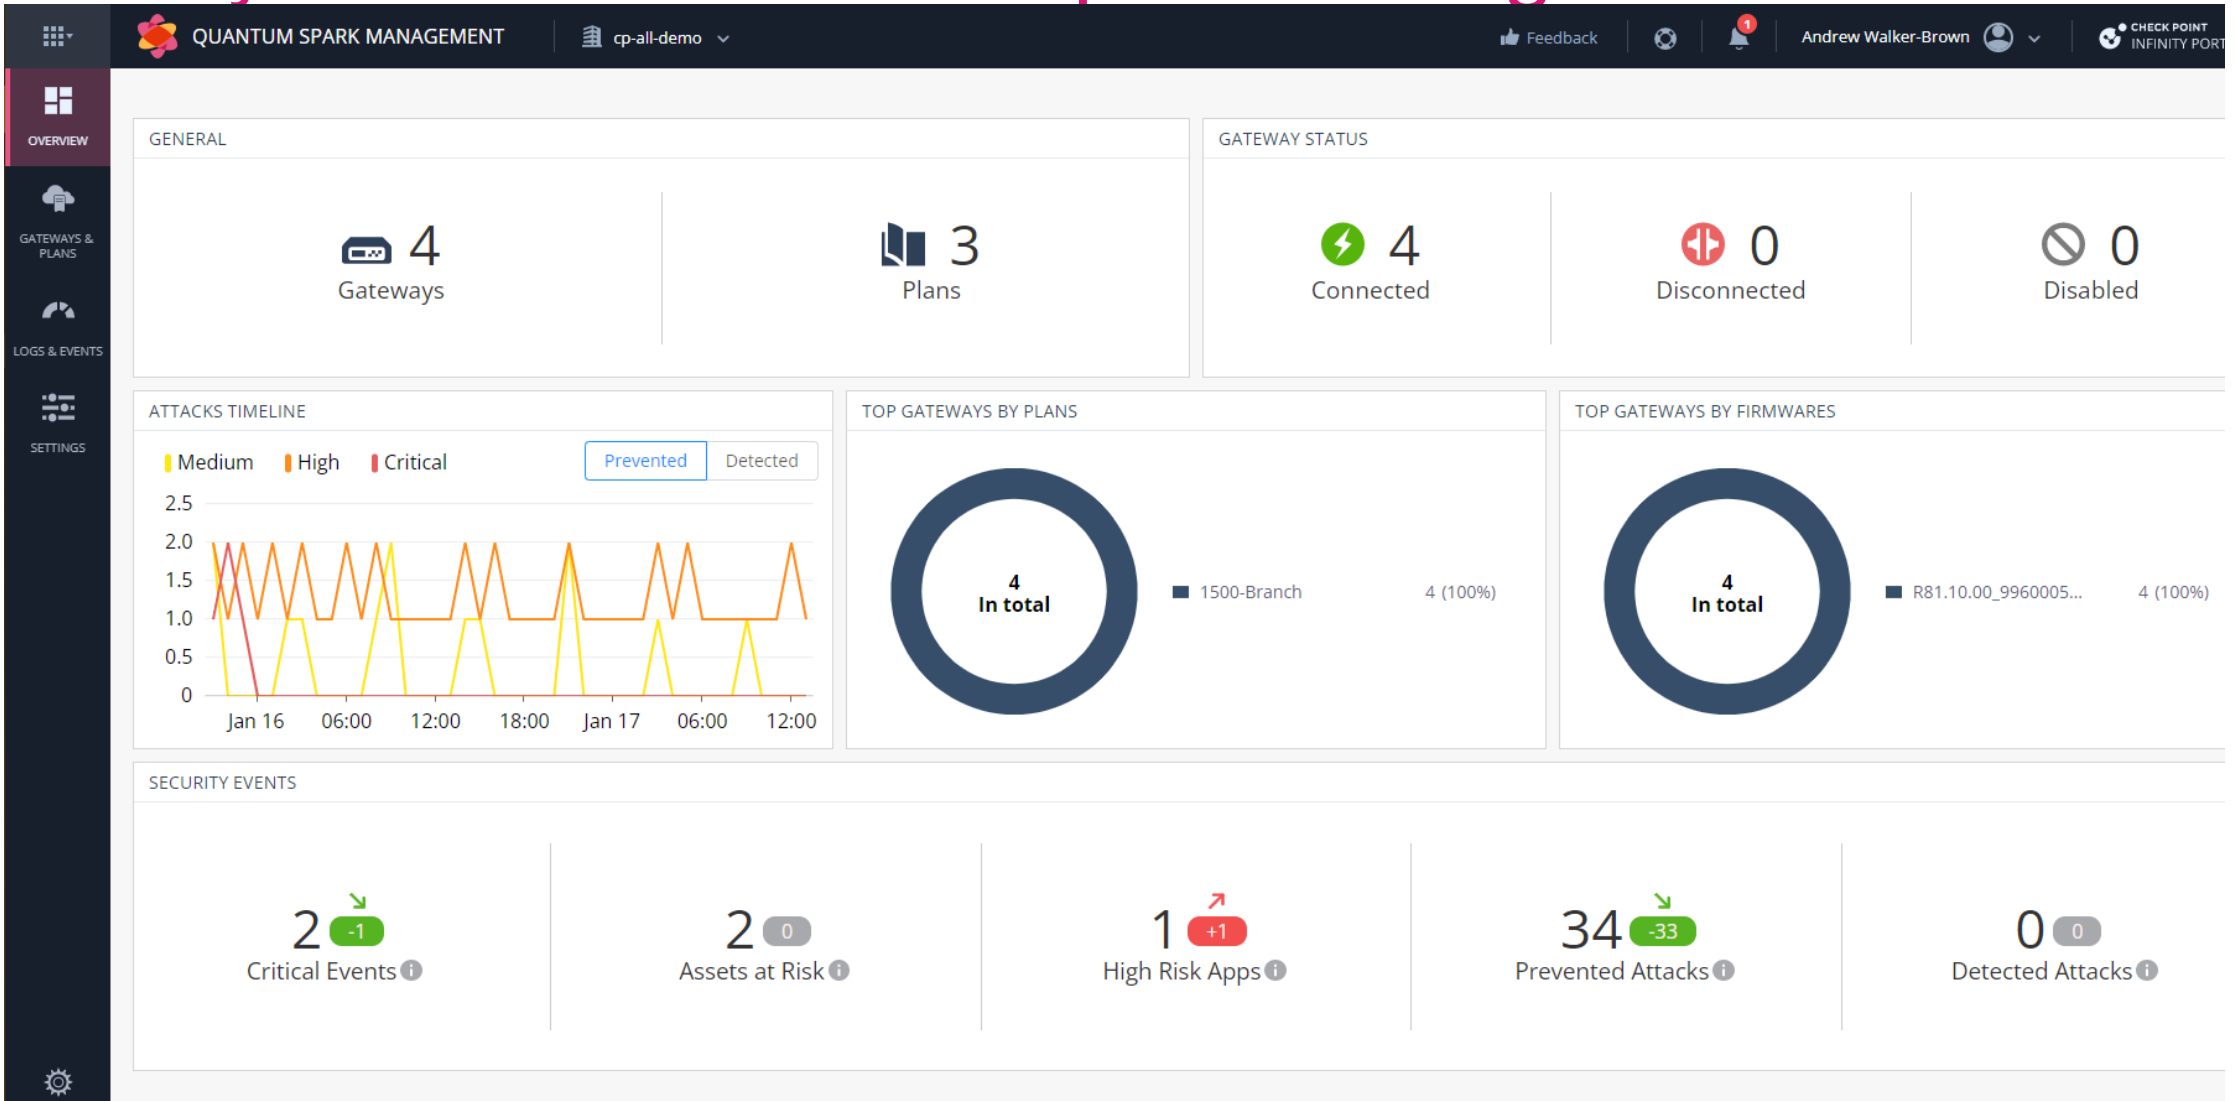 QUANTUM SPARK MANAGEMENT
cp-all-demo
Feedback
1
Andrew Walker-Brown
CHECK POINT
INFINITY PORT
OVERVIEW
GATEWAYS &
PLANS
LOGS & EVENTS
SETTINGS
GENERAL
4
Gateways
3
Plans
GATEWAY STATUS
4
Connected
0
Disconnected
0
Disabled
ATTACKS TIMELINE
Medium High Critical
Prevented Detected
2.5
2.0
1.5
1.0
0.5
0
Jan 16 06:00 12:00 18:00 Jan 17 06:00 12:00
TOP GATEWAYS BY PLANS
4
In total
1500-Branch 4 (100%)
TOP GATEWAYS BY FIRMWARES
4
In total
R81.10.00_9960005... 4 (100%)
SECURITY EVENTS
2 -1
Critical Events
2 0
Assets at Risk
1 +1
High Risk Apps
34 -33
Prevented Attacks
0 0
Detected Attacks